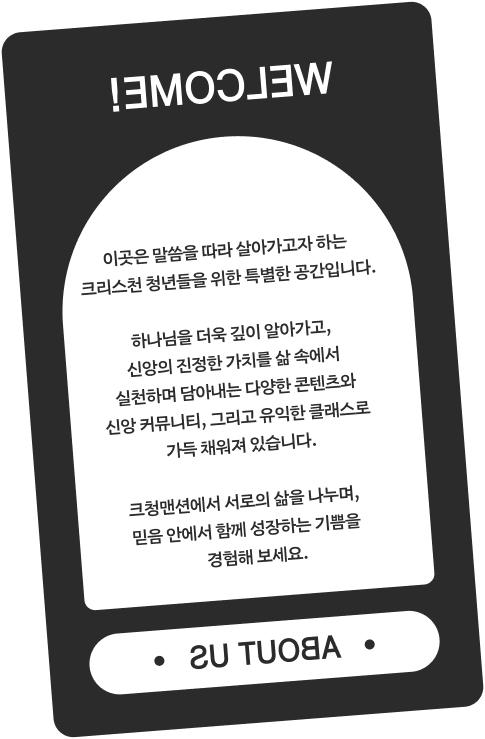 WELCOME!
이곳은 말씀을 따라 살아가고자 하는
크리스천 청년들을 위한 특별한 공간입니다.
하나님을 더욱 깊이 알아가고,
신앙의 진정한 가치를 삶 속에서
실천하며 담아내는 다양한 콘텐츠와
신앙 커뮤니티, 그리고 유익한 클래스로
가득 채워져 있습니다.
크청맨션에서 서로의 삶을 나누며,
믿음 안에서 함께 성장하는 기쁨을
경험해 보세요.
• ABOUT US •